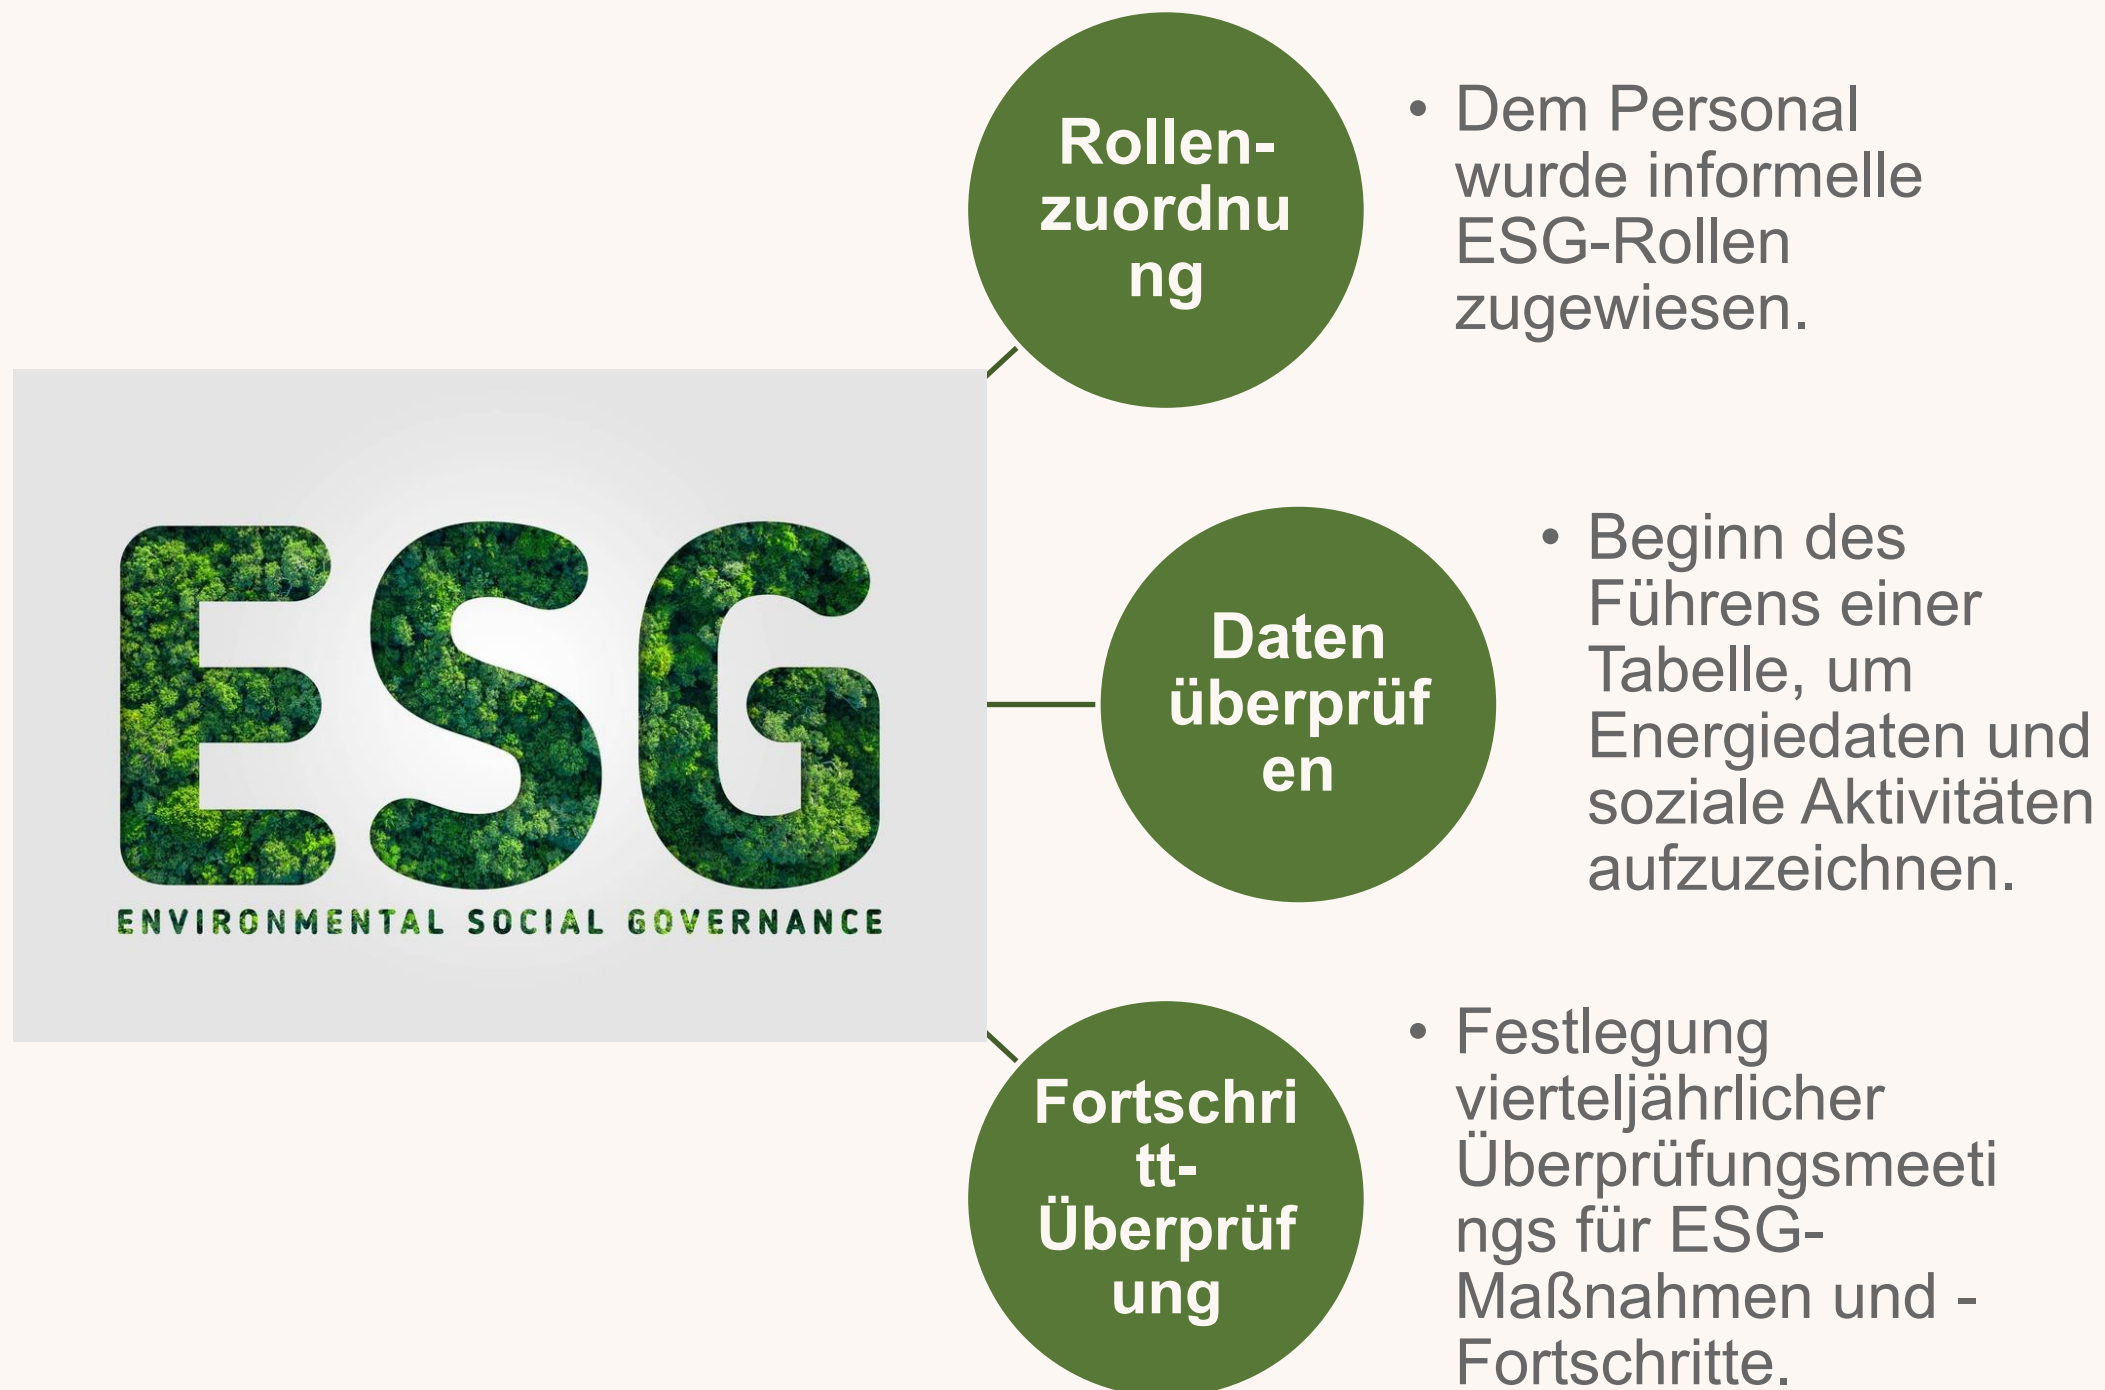 Rollen-
zuordnu
ng
• Dem Personal
wurde informelle
ESG-Rollen
zugewiesen.
ESG
ENVIRONMENTAL SOCIAL GOVERNANCE
Daten
überprüf
en
• Beginn des
Führens einer
Tabelle, um
Energiedaten und
soziale Aktivitäten
aufzuzeichnen.
Fortschri
tt-
Überprüf
ung
• Festlegung
vierteljährlicher
Überprüfungsmeeti
ngs für ESG-
Maßnahmen und -
Fortschritte.